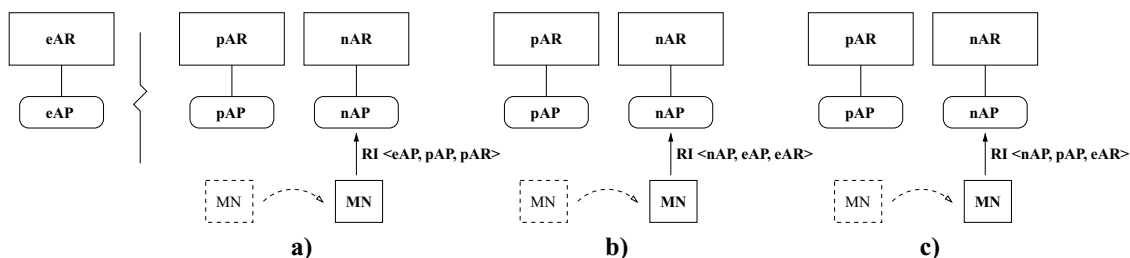 eAR pAR nAR pAR nAR pAR nAR
eAP pAP nAP pAP nAP pAP nAP
RI <eAP, pAP, pAR> RI <nAP, eAP, eAR> RI <nAP, pAP, eAR>
MN MN MN MN MN MN
a) b) c)